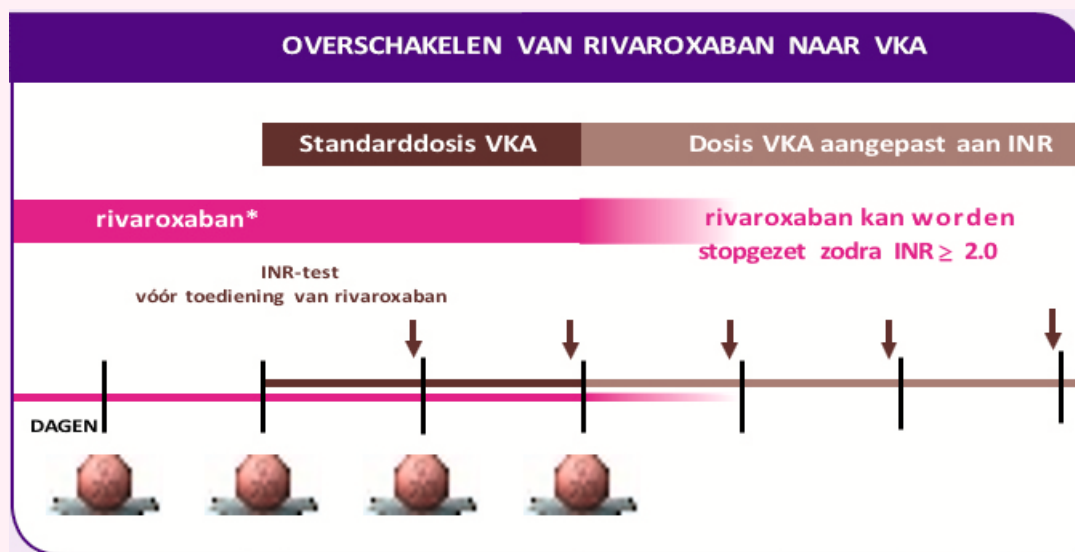 OVERSCHAKELEN VAN RIVAROXABAN NAAR VKA
Standarddosis VKA
Dosis VKA aangepast aan INR
rivaroxaban*
rivaroxaban kan worden
stopgezet zodra INR ≥ 2.0
INR-test
vóór toediening van rivaroxaban
DAGEN